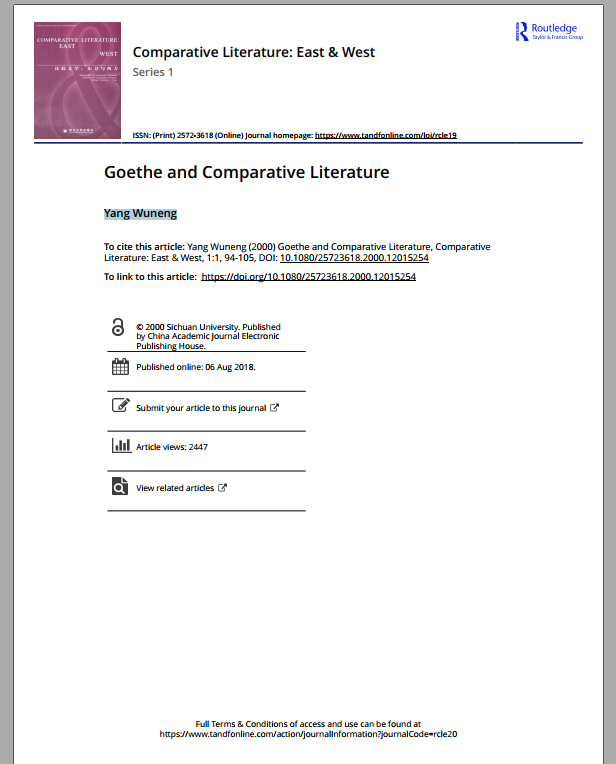 COMPARATIVE LITERATURE:
EAST
WEST
比较文学：东方与西方
Routledge
Taylor & Francis Group
Comparative Literature: East & West
Series 1
ISSN: (Print) 2572-3618 (Online) Journal homepage: https://www.tandfonline.com/loi/rcle19
Goethe and Comparative Literature
Yang Wuneng
To cite this article: Yang Wuneng (2000) Goethe and Comparative Literature, Comparative
Literature: East & West, 1:1, 94-105, DOI: 10.1080/25723618.2000.12015254
To link to this article: https://doi.org/10.1080/25723618.2000.12015254
© 2000 Sichuan University. Published
by China Academic Journal Electronic
Publishing House.
Published online: 06 Aug 2018.
Submit your article to this journal
Article views: 2447
View related articles
Full Terms & Conditions of access and use can be found at
https://www.tandfonline.com/action/journalInformation?journalCode=rcle20